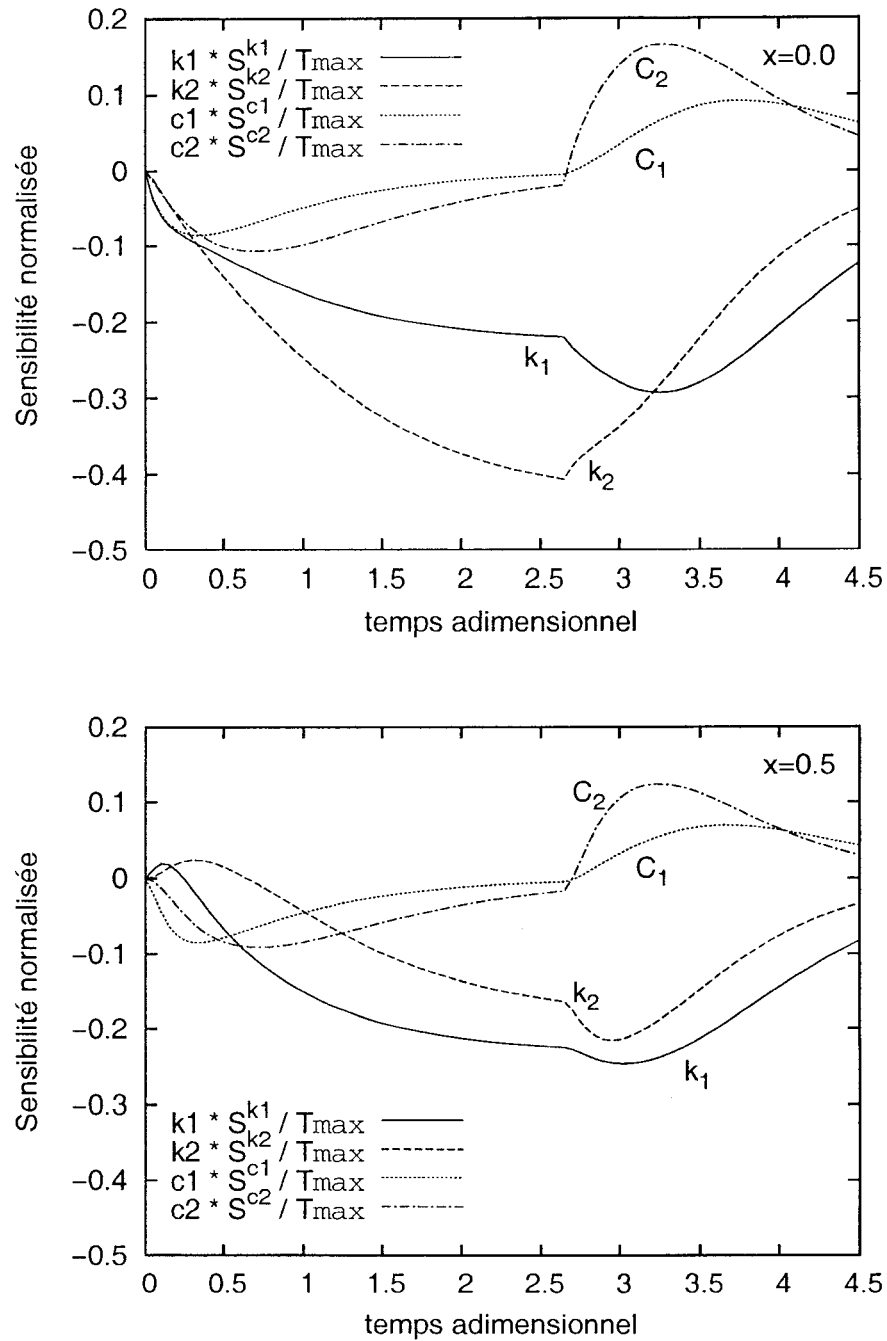 0.2
0.1
0
−0.1
−0.2
−0.3
−0.4
−0.5
Sensibilité normalisée
k1 * S^k1 / Tmax
k2 * S^k2 / Tmax
c1 * S^c1 / Tmax
c2 * S^c2 / Tmax
x=0.0
C2
C1
k1
k2
0 0.5 1 1.5 2 2.5 3 3.5 4 4.5
temps adimensionnel
0.2
0.1
0
−0.1
−0.2
−0.3
−0.4
−0.5
Sensibilité normalisée
x=0.5
C2
C1
k2
k1
k1 * S^k1 / Tmax
k2 * S^k2 / Tmax
c1 * S^c1 / Tmax
c2 * S^c2 / Tmax
0 0.5 1 1.5 2 2.5 3 3.5 4 4.5
temps adimensionnel